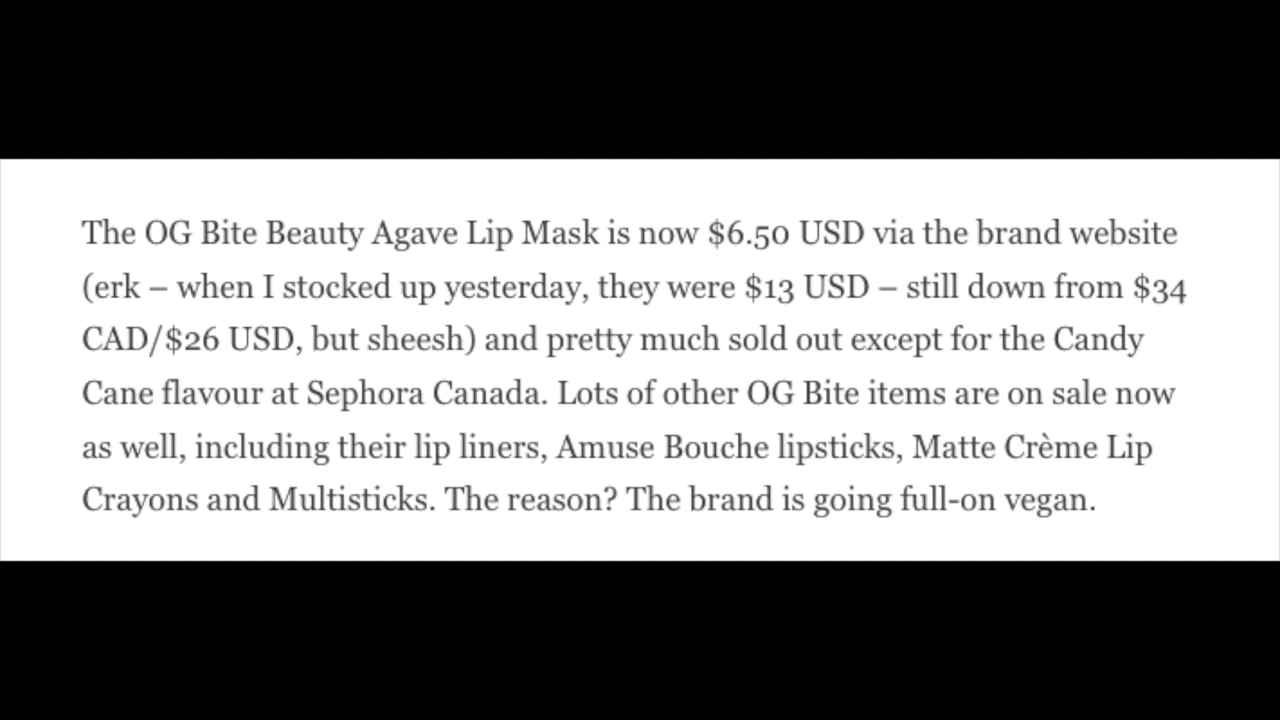 The OG Bite Beauty Agave Lip Mask is now $6.50 USD via the brand website
(erk – when I stocked up yesterday, they were $13 USD – still down from $34
CAD/$26 USD, but sheesh) and pretty much sold out except for the Candy
Cane flavour at Sephora Canada. Lots of other OG Bite items are on sale now
as well, including their lip liners, Amuse Bouche lipsticks, Matte Crème Lip
Crayons and Multisticks. The reason? The brand is going full-on vegan.